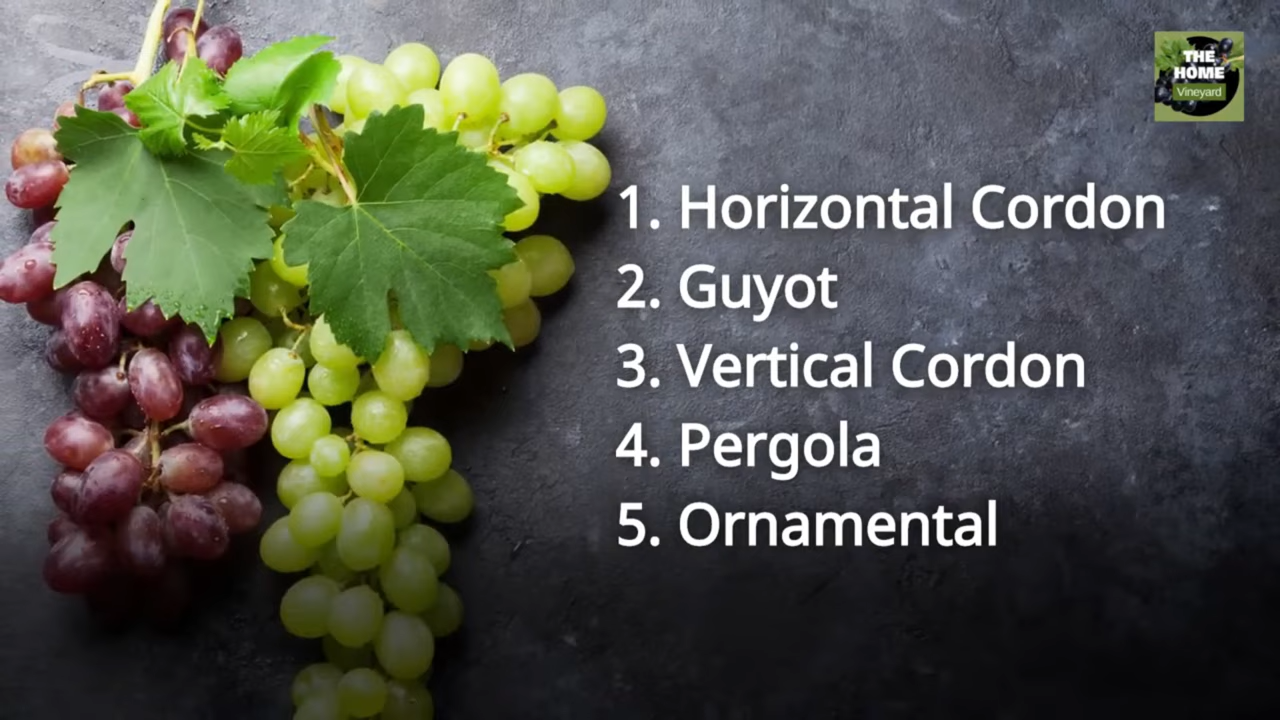 THE
HOME
Vineyard
1. Horizontal Cordon
2. Guyot
3. Vertical Cordon
4. Pergola
5. Ornamental